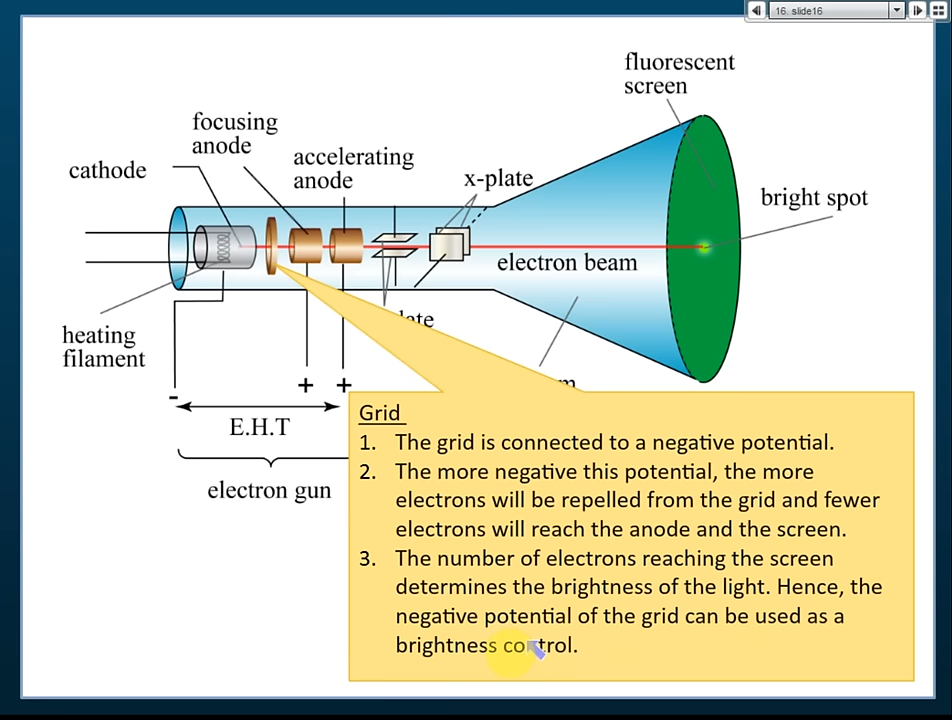 16. slide16
fluorescent
screen
focusing
anode
accelerating
anode
cathode
x-plate
bright spot
electron beam
heating
filament
-
+
+
E.H.T
electron gun
Grid
1. The grid is connected to a negative potential.
2. The more negative this potential, the more
electrons will be repelled from the grid and fewer
electrons will reach the anode and the screen.
3. The number of electrons reaching the screen
determines the brightness of the light. Hence, the
negative potential of the grid can be used as a
brightness control.